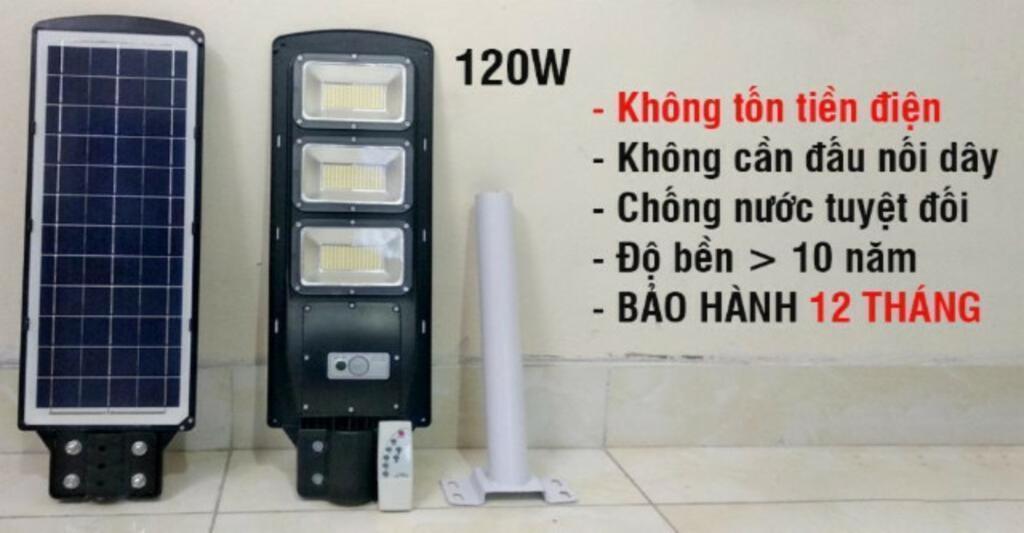 120W
- Không tốn tiền điện
- Không cần đấu nối dây
- Chống nước tuyệt đối
- Độ bền > 10 năm
- BẢO HÀNH 12 THÁNG